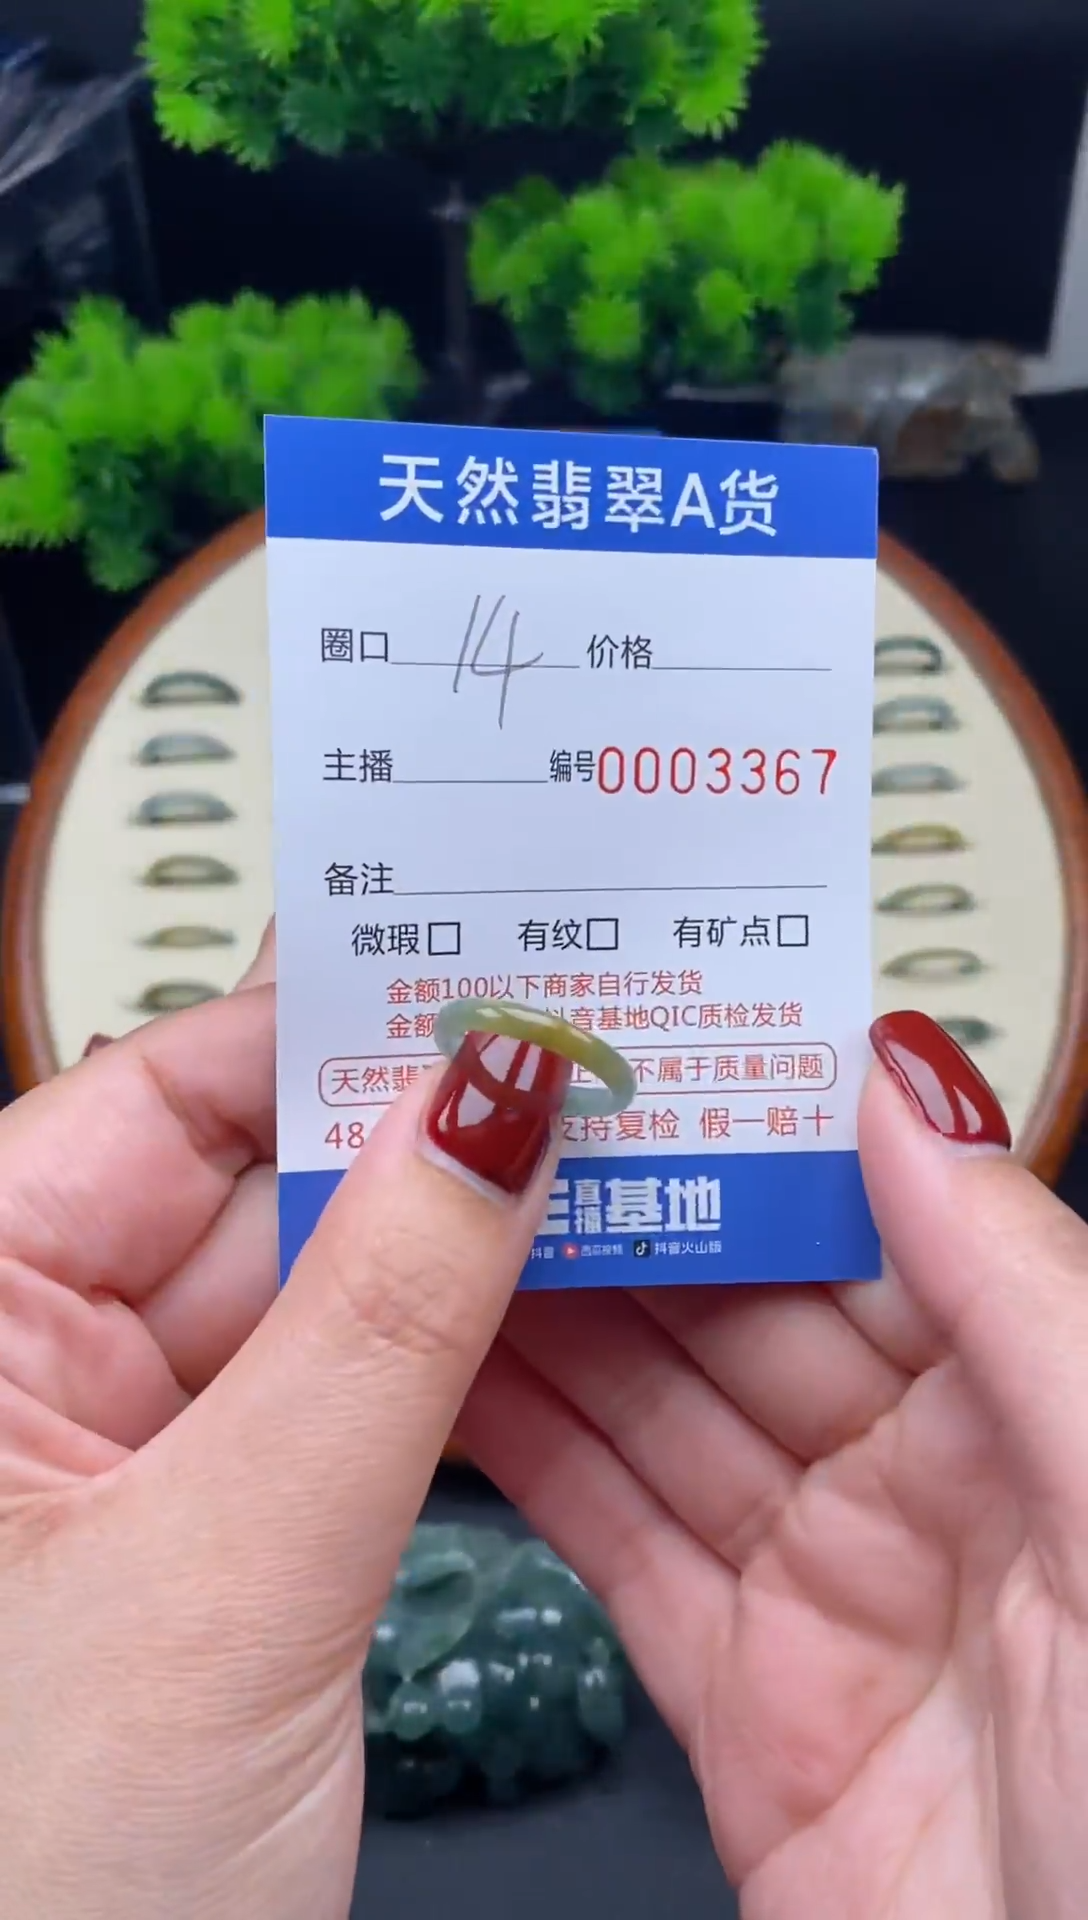 天然翡翠A货
圈口 14 价格
主播 编号0003367
备注
微瑕□ 有纹□ 有矿点□
金额100以下商家自行发货
金额 抖音基地QIC质检发货
天然翡 不属于质量问题
48 支持复检 假一赔十
直播基地
抖音 西瓜视频 抖音火山版